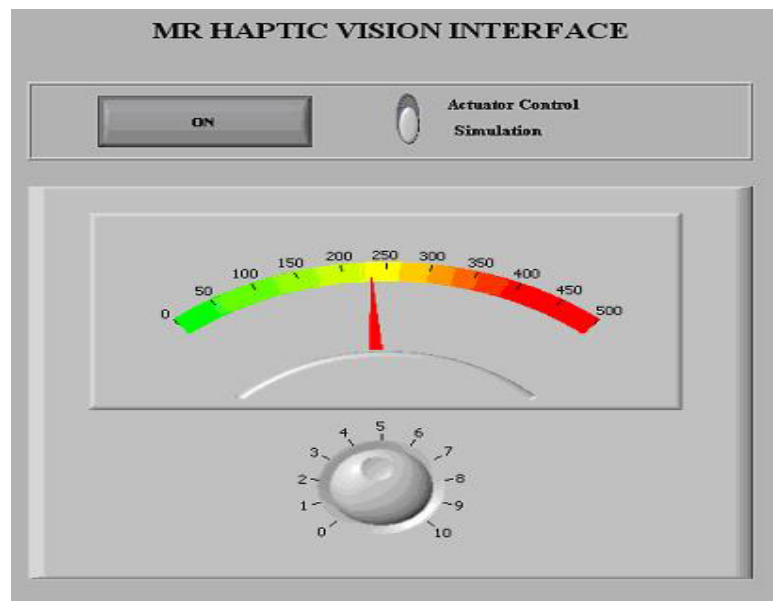 MR HAPTIC VISION INTERFACE
ON
Actuator Control
Simulation
0 50 100 150 200 250 300 350 400 450 500
0 1 2 3 4 5 6 7 8 9 10